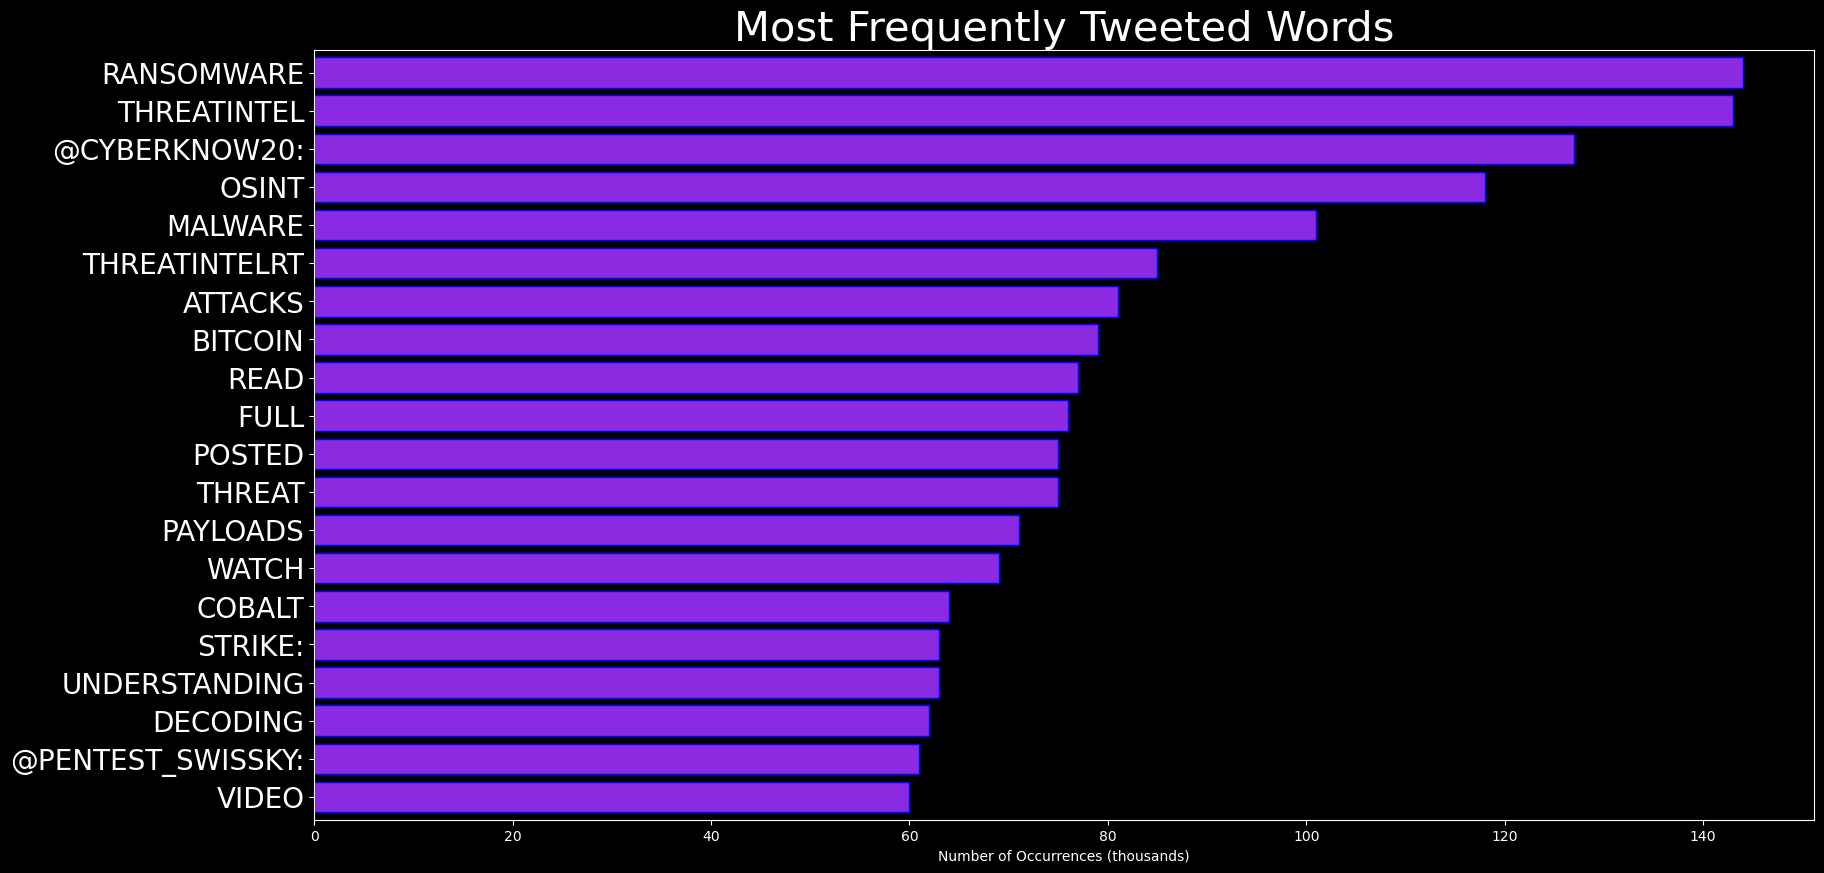 Most Frequently Tweeted Words
RANSOMWARE
THREATINTEL
@CYBERKNOW20:
OSINT
MALWARE
THREATINTELRT
ATTACKS
BITCOIN
READ
FULL
POSTED
THREAT
PAYLOADS
WATCH
COBALT
STRIKE:
UNDERSTANDING
DECODING
@PENTEST_SWISSKY:
VIDEO
0 20 40 60 80 100 120 140
Number of Occurrences (thousands)